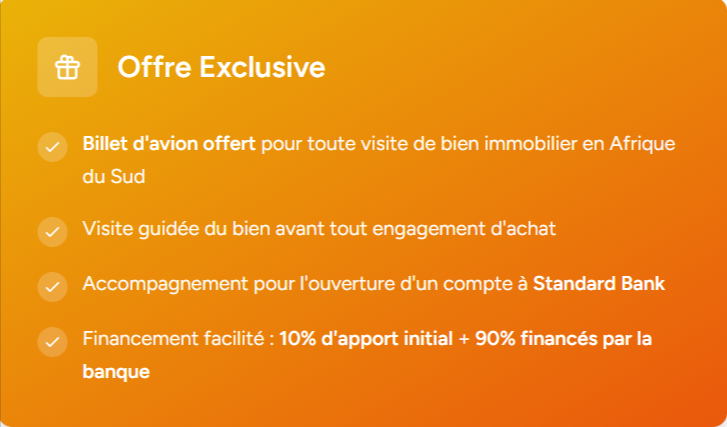 Offre Exclusive
Billet d'avion offert pour toute visite de bien immobilier en Afrique
du Sud
Visite guidée du bien avant tout engagement d'achat
Accompagnement pour l'ouverture d'un compte à Standard Bank
Financement facilité : 10% d'apport initial + 90% financés par la
banque